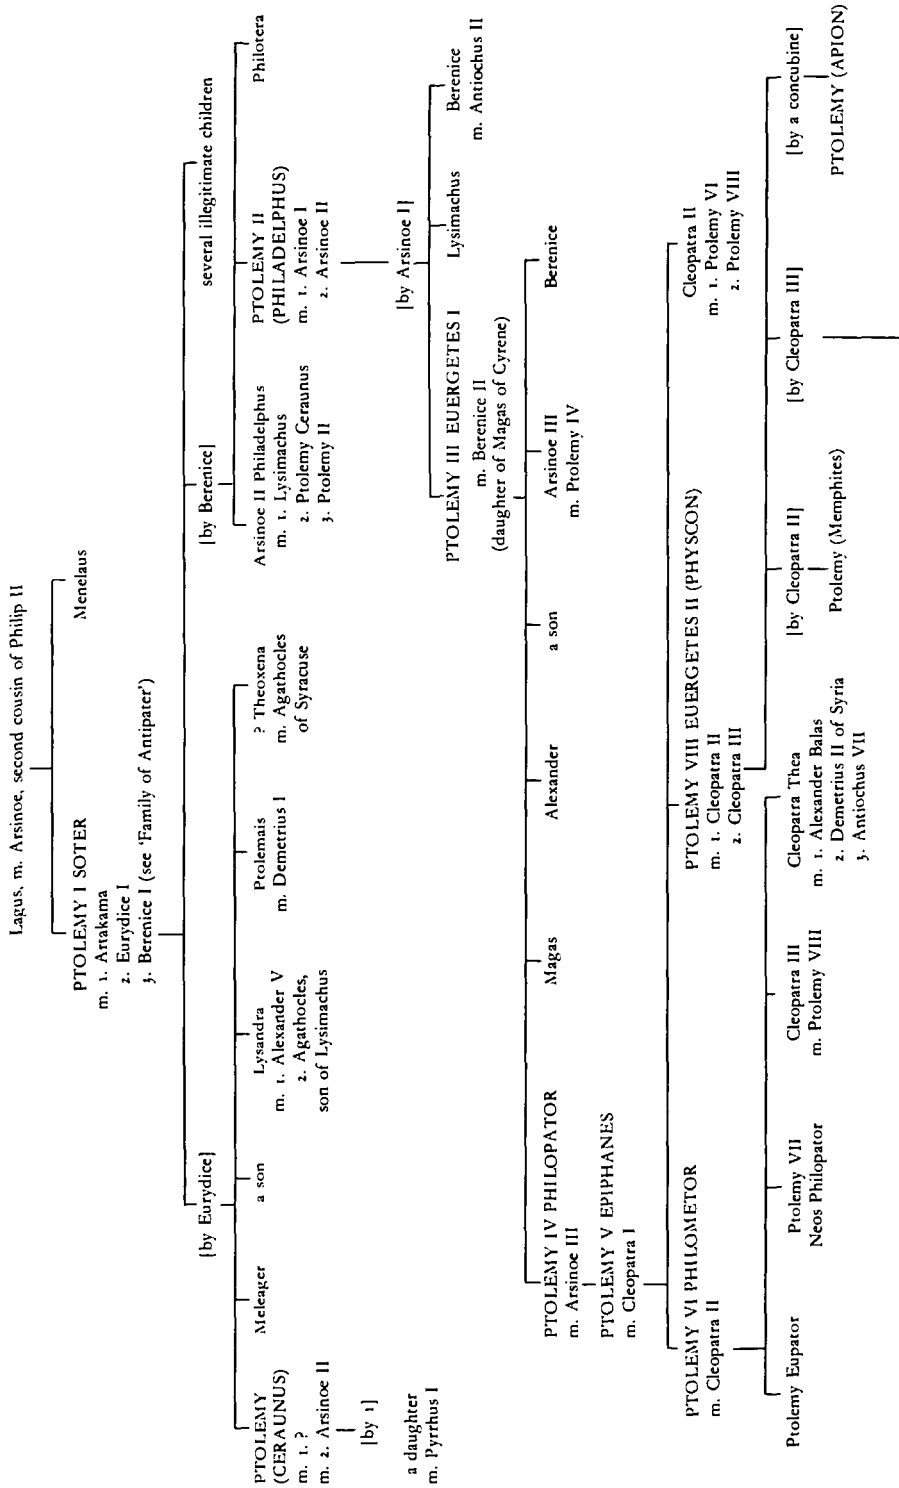 Lagus, m. Arsinoe, second cousin of Philip II
PTOLEMY I SOTER
m. 1. Artakama
2. Eurydice I
3. Berenice I (see 'Family of Antipater')
Menelaus
[by Eurydice]
[by Berenice]
several illegitimate children
PTOLEMY
(CERAUNUS)
m. 1. ?
m. 2. Arsinoe II
[by 1]
a daughter
m. Pyrrhus I
Meleager
a son
Lysandra
m. 1. Alexander V
2. Agathocles,
son of Lysimachus
Ptolemais
m. Demetrius I
? Theoxena
m. Agathocles
of Syracuse
Arsinoe II Philadelphus
m. 1. Lysimachus
2. Ptolemy Ceraunus
3. Ptolemy II
PTOLEMY II
(PHILADELPHUS)
m. 1. Arsinoe I
2. Arsinoe II
Philotera
[by Arsinoe I]
PTOLEMY III EUERGETES I
m. Berenice II
(daughter of Magas of Cyrene)
Lysimachus
Berenice
m. Antiochus II
PTOLEMY IV PHILOPATOR
m. Arsinoe III
Magas
Alexander
a son
Arsinoe III
m. Ptolemy IV
Berenice
PTOLEMY V EPIPHANES
m. Cleopatra I
PTOLEMY VI PHILOMETOR
m. Cleopatra II
PTOLEMY VIII EUERGETES II (PHYSCON)
m. 1. Cleopatra II
2. Cleopatra III
Cleopatra II
m. 1. Ptolemy VI
2. Ptolemy VIII
Ptolemy Eupator
Ptolemy VII
Neos Philopator
Cleopatra III
m. Ptolemy VIII
Cleopatra Thea
m. 1. Alexander Balas
2. Demetrius II of Syria
3. Antiochus VII
[by Cleopatra II]
Ptolemy (Memphites)
[by Cleopatra III]
[by a concubine]
PTOLEMY (APION)